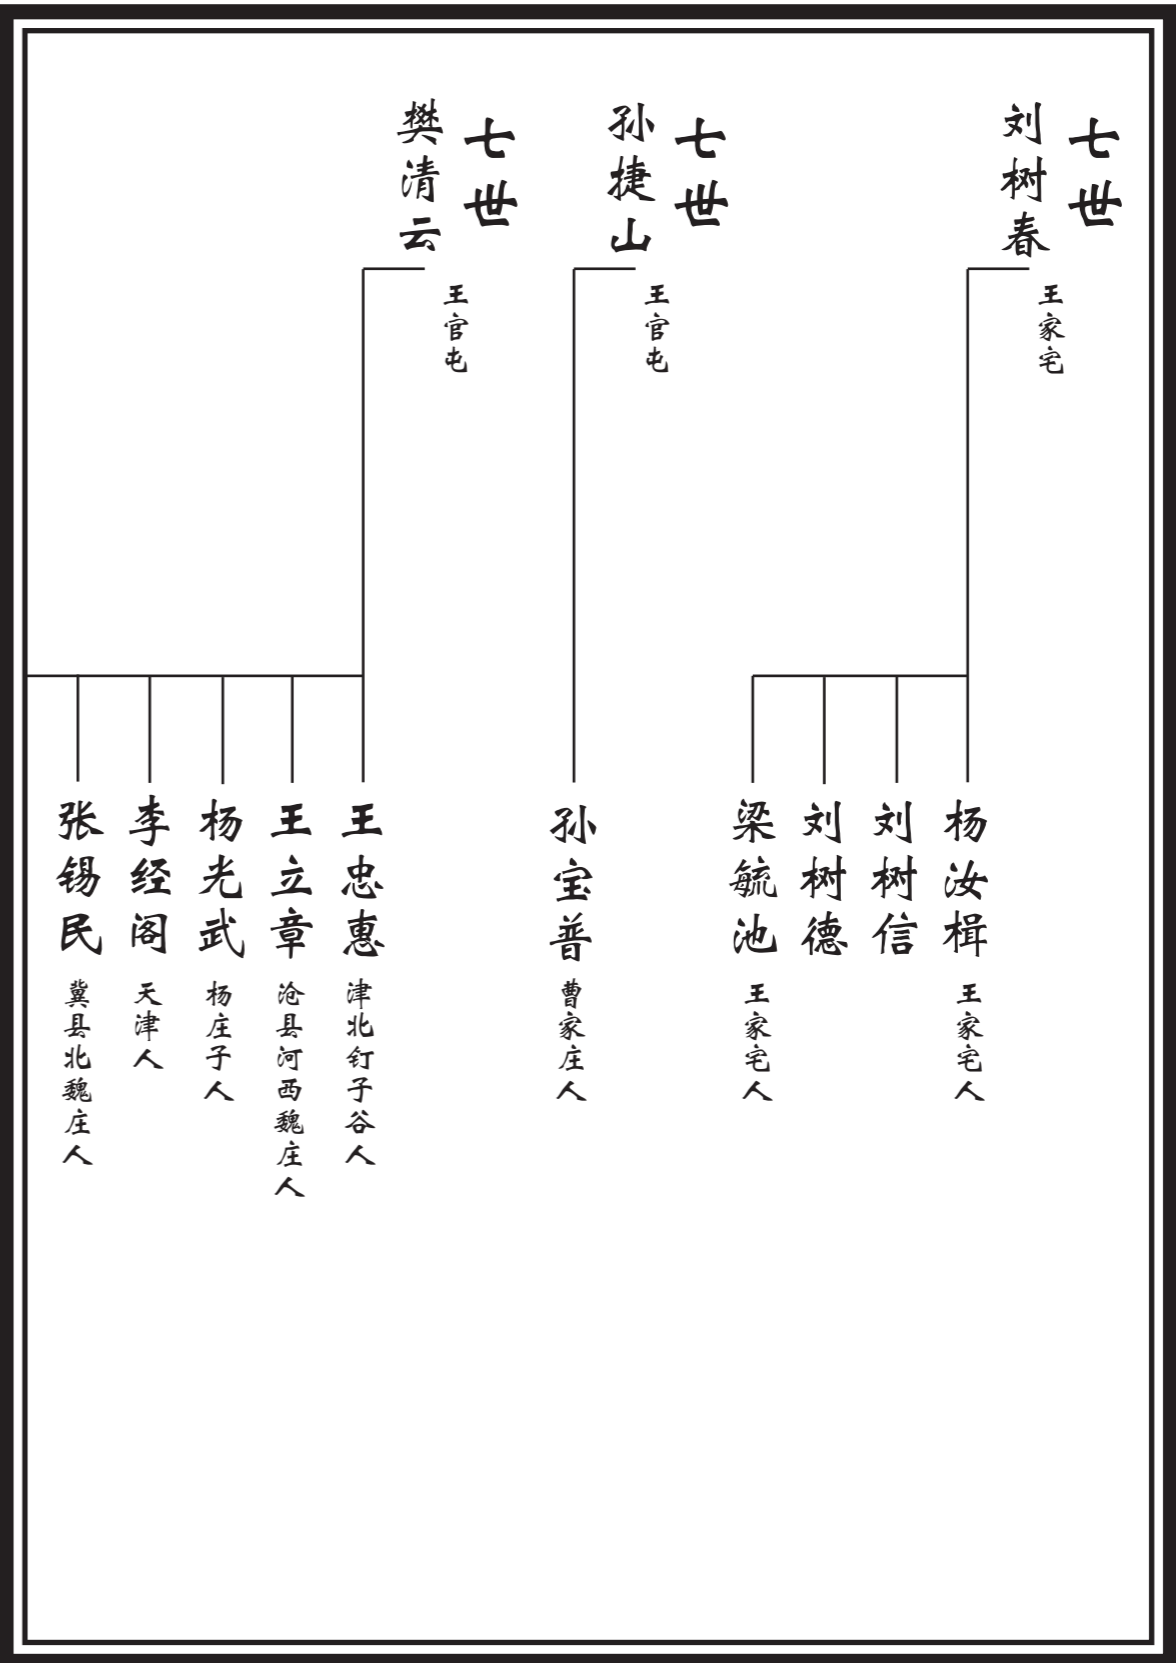 七世
刘树春
王家宅
杨汝楫
王家宅人
刘树信
刘树德
梁毓池
王家宅人
七世
孙捷山
王官屯
孙宝普
曹家庄人
七世
樊清云
王官屯
王忠惠
津北钉子谷人
王立章
沧县河西魏庄人
杨光武
杨庄子人
李经阁
天津人
张锡民
冀县北魏庄人